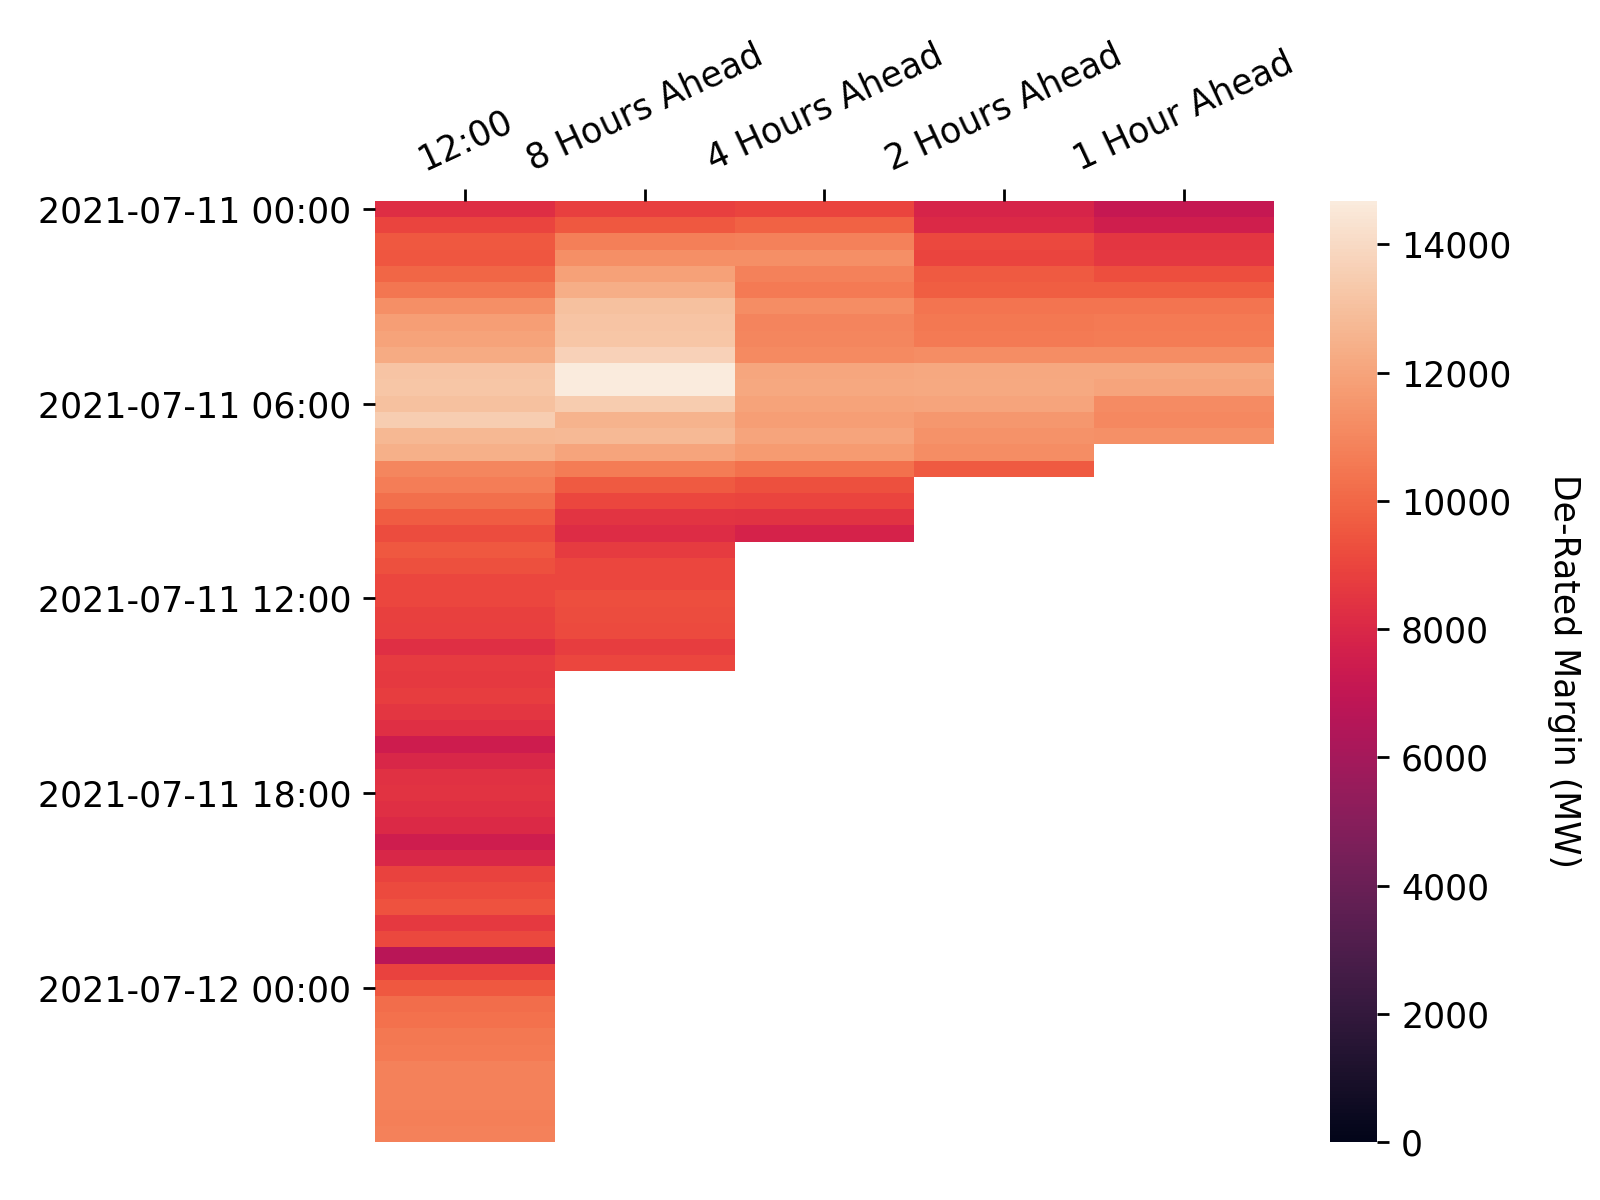 12:00
8 Hours Ahead
4 Hours Ahead
2 Hours Ahead
1 Hour Ahead
2021-07-11 00:00
2021-07-11 06:00
2021-07-11 12:00
2021-07-11 18:00
2021-07-12 00:00
14000
12000
10000
8000
6000
4000
2000
0
De-Rated Margin (MW)